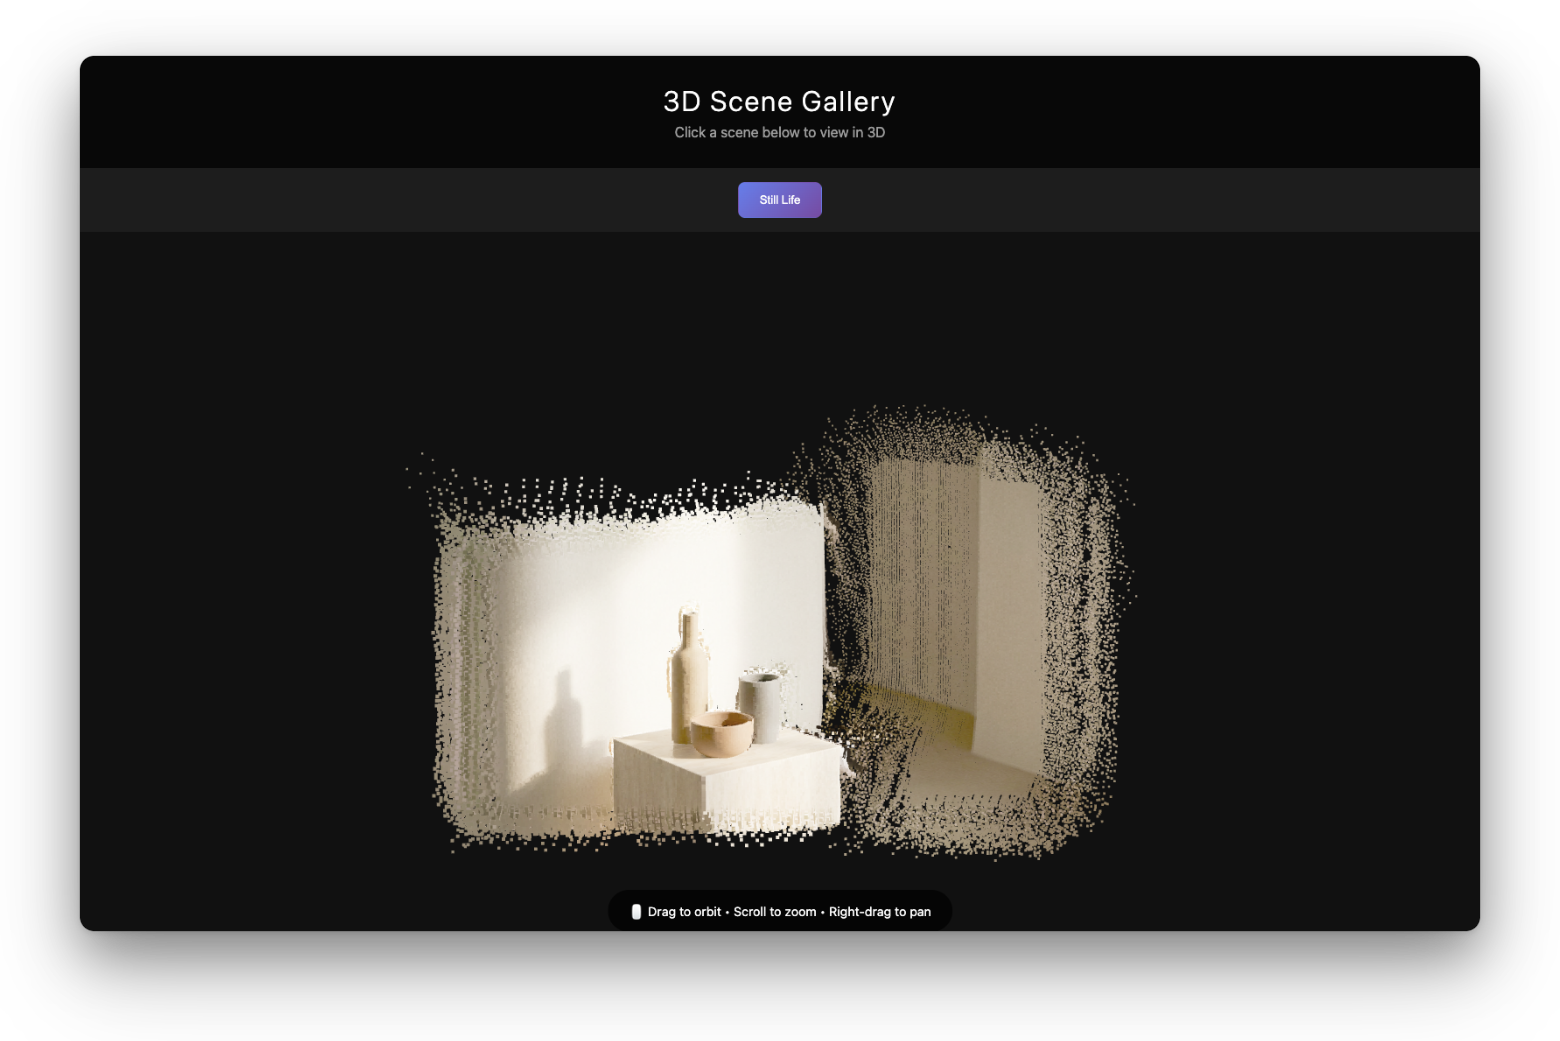 3D Scene Gallery
Click a scene below to view in 3D
Still Life
Drag to orbit • Scroll to zoom • Right-drag to pan